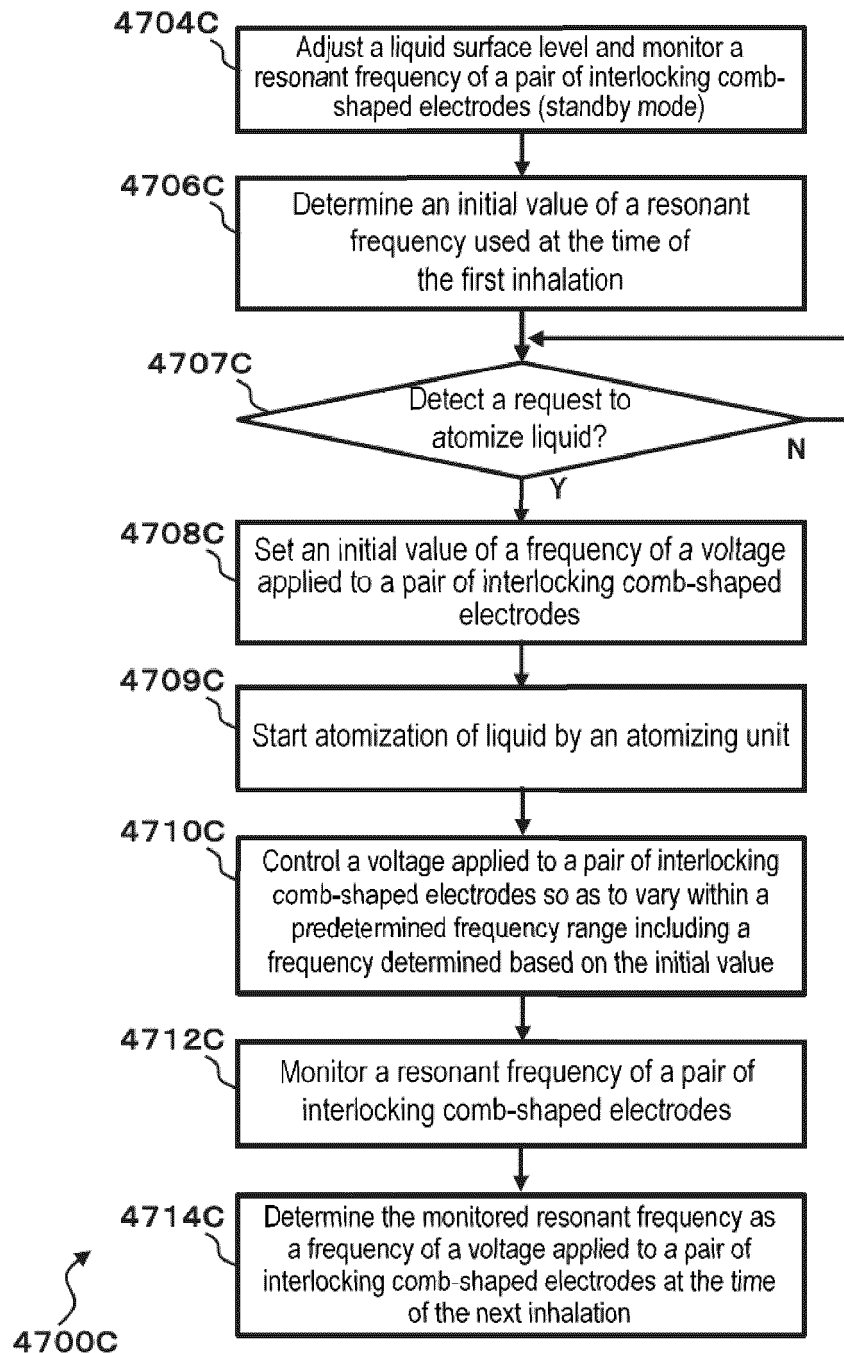 4704C
Adjust a liquid surface level and monitor a
resonant frequency of a pair of interlocking comb-
shaped electrodes (standby mode)
4706C
Determine an initial value of a resonant
frequency used at the time of
the first inhalation
4707C
Detect a request to
atomize liquid?
N
Y
4708C
Set an initial value of a frequency of a voltage
applied to a pair of interlocking comb-shaped
electrodes
4709C
Start atomization of liquid by an atomizing unit
4710C
Control a voltage applied to a pair of interlocking
comb-shaped electrodes so as to vary within a
predetermined frequency range including a
frequency determined based on the initial value
4712C
Monitor a resonant frequency of a pair of
interlocking comb-shaped electrodes
4714C
Determine the monitored resonant frequency as
a frequency of a voltage applied to a pair of
interlocking comb-shaped electrodes at the time
of the next inhalation
4700C